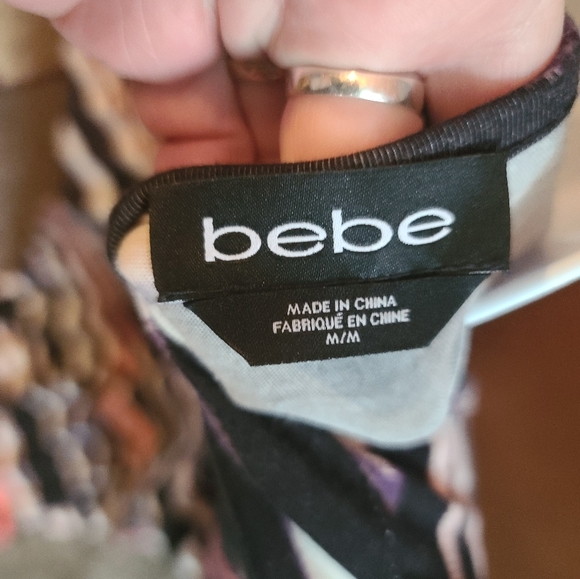 bebe
MADE IN CHINA
FABRIQUÉ EN CHINE
M/M